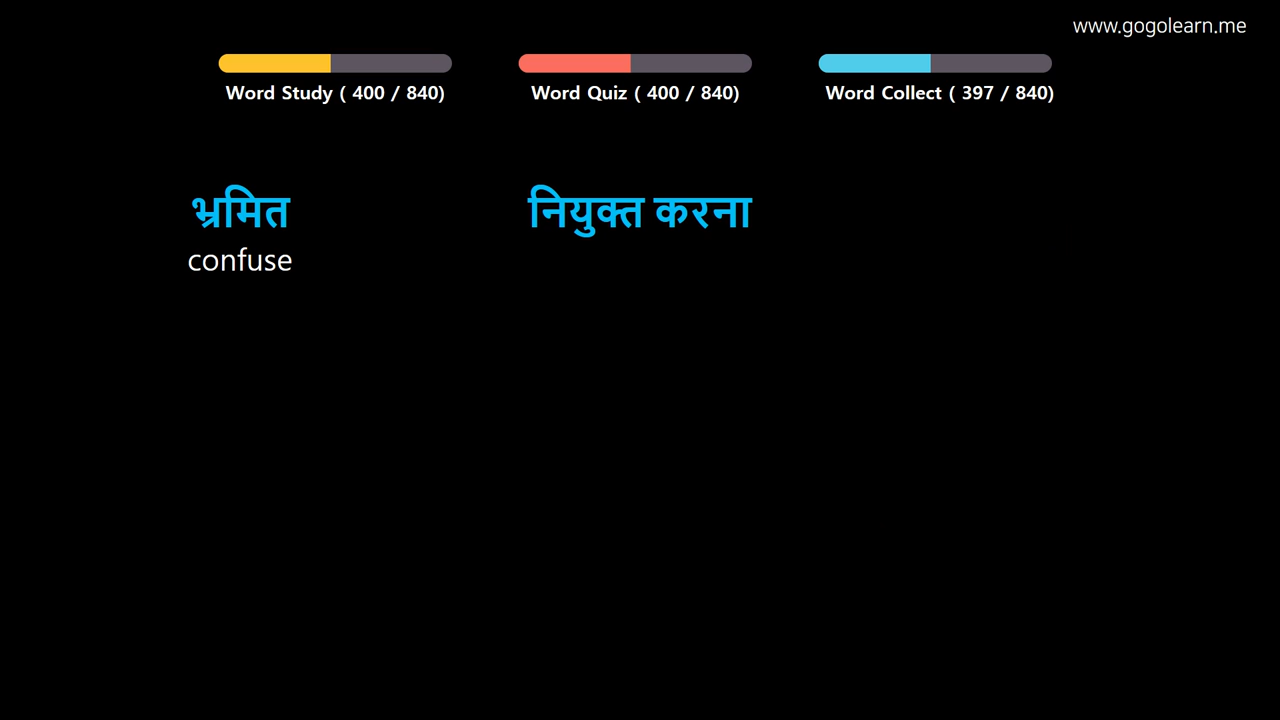 www.gogolearn.me
Word Study ( 400 / 840)
Word Quiz ( 400 / 840)
Word Collect ( 397 / 840)
भ्रमित
confuse
नियुक्त करना